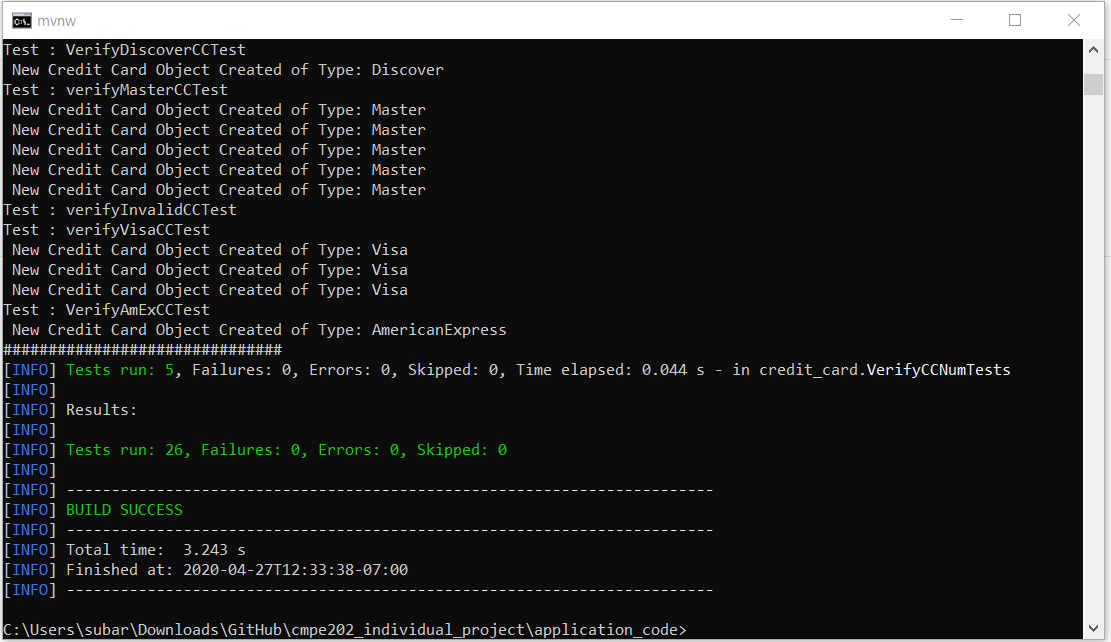 mvnw
Test : VerifyDiscoverCCTest
New Credit Card Object Created of Type: Discover
Test : verifyMasterCCTest
New Credit Card Object Created of Type: Master
New Credit Card Object Created of Type: Master
New Credit Card Object Created of Type: Master
New Credit Card Object Created of Type: Master
New Credit Card Object Created of Type: Master
Test : verifyInvalidCCTest
Test : verifyVisaCCTest
New Credit Card Object Created of Type: Visa
New Credit Card Object Created of Type: Visa
New Credit Card Object Created of Type: Visa
Test : VerifyAmExCCTest
New Credit Card Object Created of Type: AmericanExpress
###############################
[INFO] Tests run: 5, Failures: 0, Errors: 0, Skipped: 0, Time elapsed: 0.044 s - in credit_card.VerifyCCNumTests
[INFO]
[INFO] Results:
[INFO]
[INFO] Tests run: 26, Failures: 0, Errors: 0, Skipped: 0
[INFO]
[INFO] ------------------------------------------------------------------------
[INFO] BUILD SUCCESS
[INFO] ------------------------------------------------------------------------
[INFO] Total time:  3.243 s
[INFO] Finished at: 2020-04-27T12:33:38-07:00
[INFO] ------------------------------------------------------------------------
C:\Users\subar\Downloads\GitHub\cmpe202_individual_project\application_code>